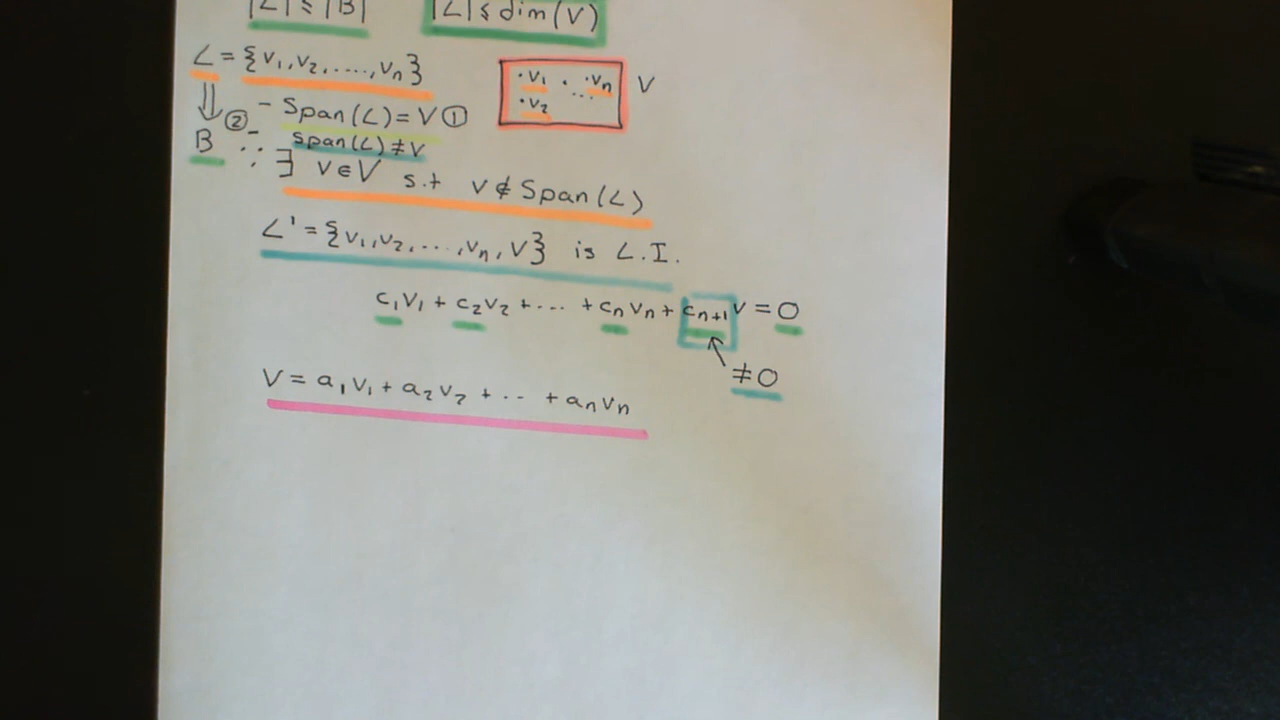 |L| ≤ |B| |L| ≤ dim(V)
L = {v₁, v₂, ...., vₙ} ·v₁ · ·vₙ V
·v₂ ...
② - Span(L) = V ①
B - span(L) ≠ V
∴ ∃ v∈V s.t v∉Span(L)
L' = {v₁, v₂, ..., vₙ, v} is L.I.
c₁v₁ + c₂v₂ + ... + cₙvₙ + cₙ₊₁v = 0
≠0
V = a₁v₁ + a₂v₂ + ·· + aₙvₙ